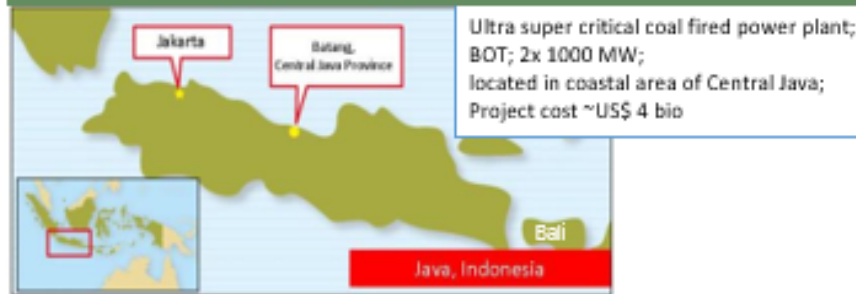 Ultra super critical coal fired power plant;
BOT; 2x 1000 MW;
located in coastal area of Central Java;
Project cost ~US$ 4 bio
Jakarta
Batang,
Central Java Province
Bali
Java, Indonesia